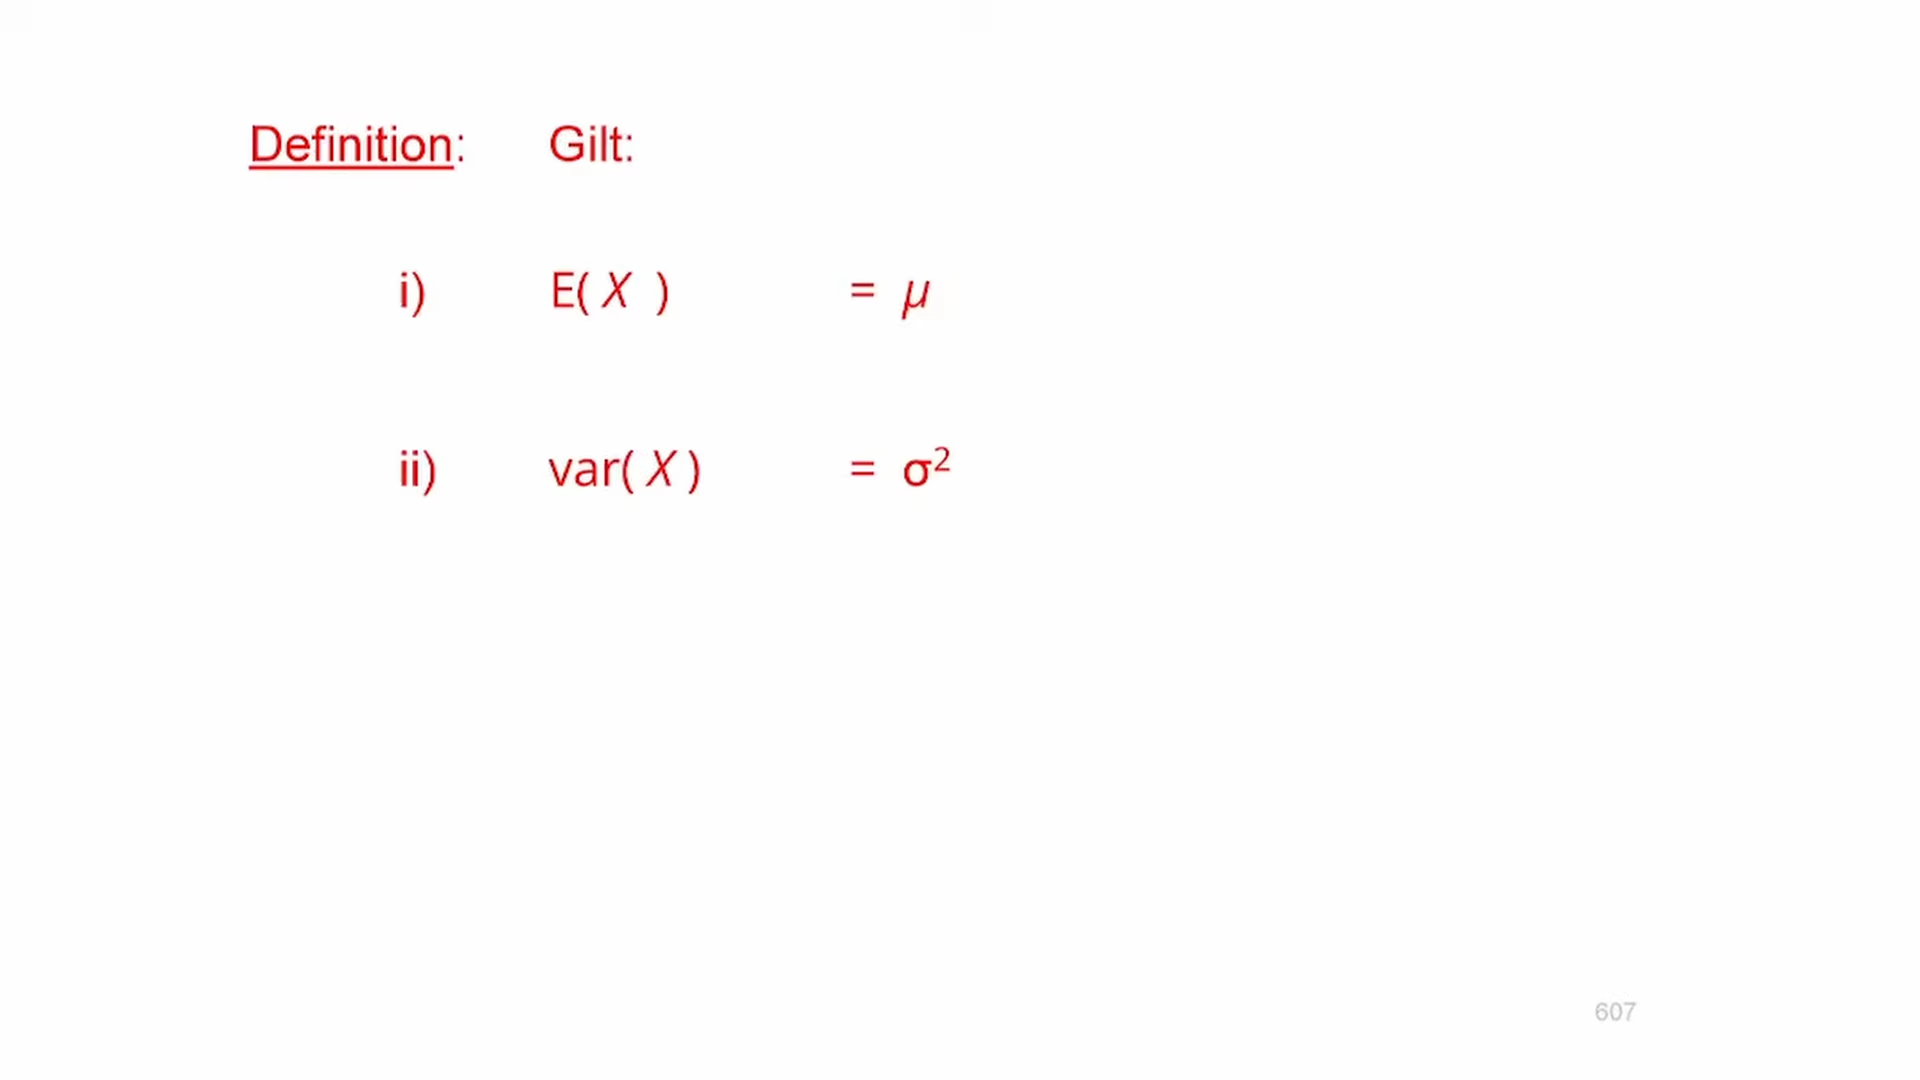 Definition: Gilt:
i) E( X ) = μ
ii) var( X ) = σ²
607